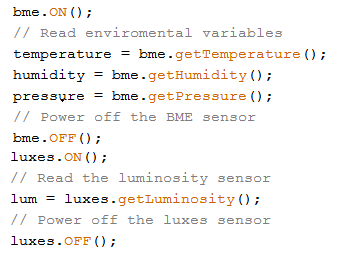 bme.ON();
// Read enviromental variables
temperature = bme.getTemperature();
humidity = bme.getHumidity();
pressure = bme.getPressure();
// Power off the BME sensor
bme.OFF();
luxes.ON();
// Read the luminosity sensor
lum = luxes.getLuminosity();
// Power off the luxes sensor
luxes.OFF();